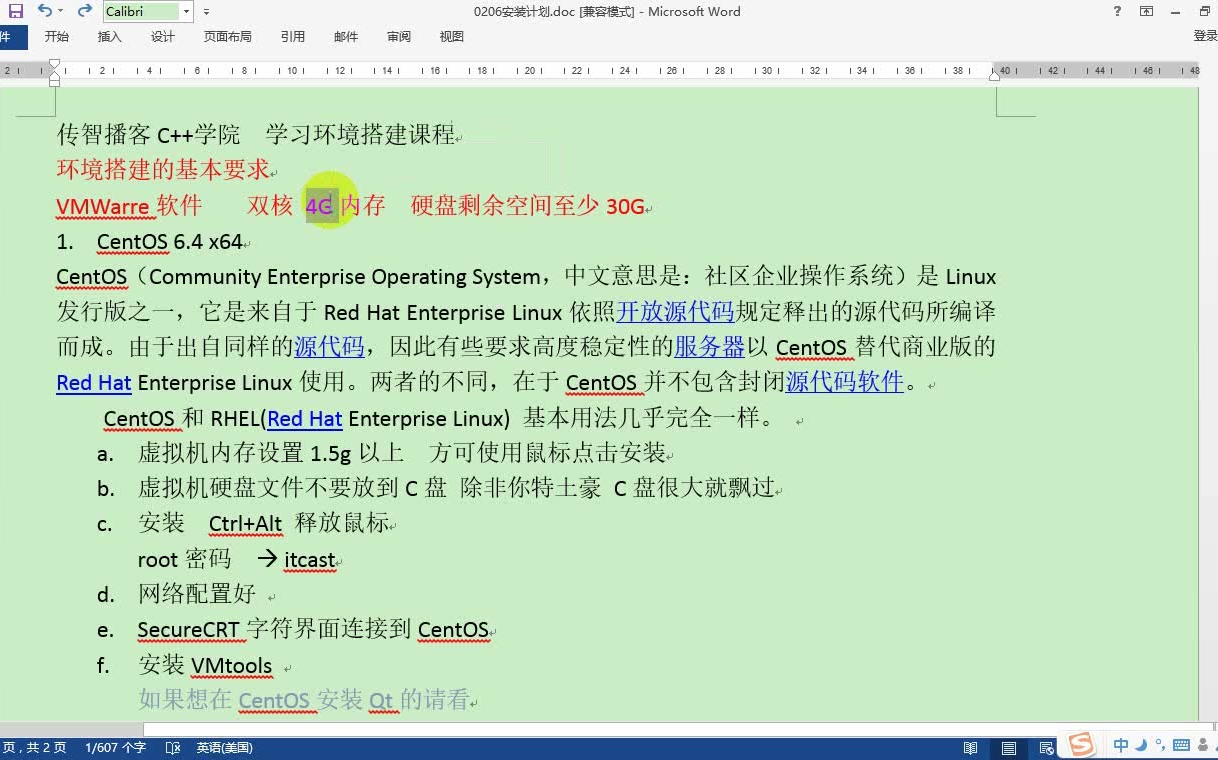 Calibri
0206安装计划.doc [兼容模式] - Microsoft Word
件 开始 插入 设计 页面布局 引用 邮件 审阅 视图 登录
2 2 4 6 8 10 12 14 16 18 20 22 24 26 28 30 32 34 36 38 40 42 44 46 48
传智播客 C++学院 学习环境搭建课程
环境搭建的基本要求
VMWarre 软件 双核 4G 内存 硬盘剩余空间至少 30G
1. CentOS 6.4 x64
CentOS（Community Enterprise Operating System，中文意思是：社区企业操作系统）是 Linux
发行版之一，它是来自于 Red Hat Enterprise Linux 依照开放源代码规定释出的源代码所编译
而成。由于出自同样的源代码，因此有些要求高度稳定性的服务器以 CentOS 替代商业版的
Red Hat Enterprise Linux 使用。两者的不同，在于 CentOS 并不包含封闭源代码软件。
CentOS 和 RHEL(Red Hat Enterprise Linux) 基本用法几乎完全一样。
a. 虚拟机内存设置 1.5g 以上 方可使用鼠标点击安装
b. 虚拟机硬盘文件不要放到 C 盘 除非你特土豪 C 盘很大就飘过
c. 安装 Ctrl+Alt 释放鼠标
root 密码 → itcast
d. 网络配置好
e. SecureCRT 字符界面连接到 CentOS
f. 安装 VMtools
如果想在 CentOS 安装 Qt 的请看
页，共 2 页 1/607 个字 英语(美国) 中